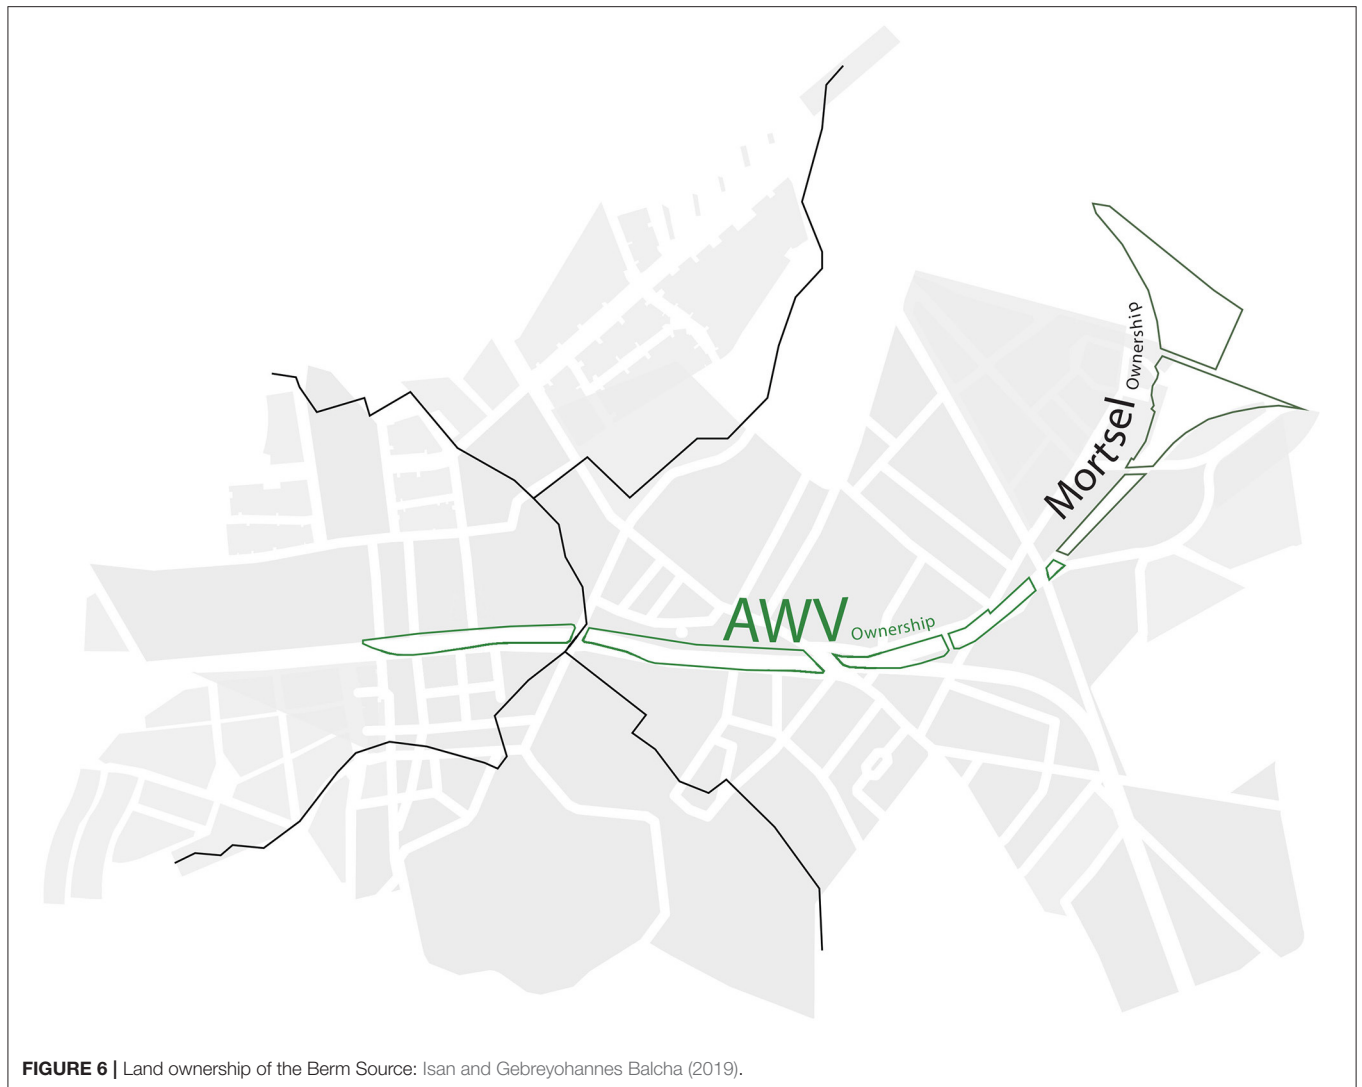 Mortsel Ownership
AWV Ownership
FIGURE 6 | Land ownership of the Berm Source: Isan and Gebreyohannes Balcha (2019).